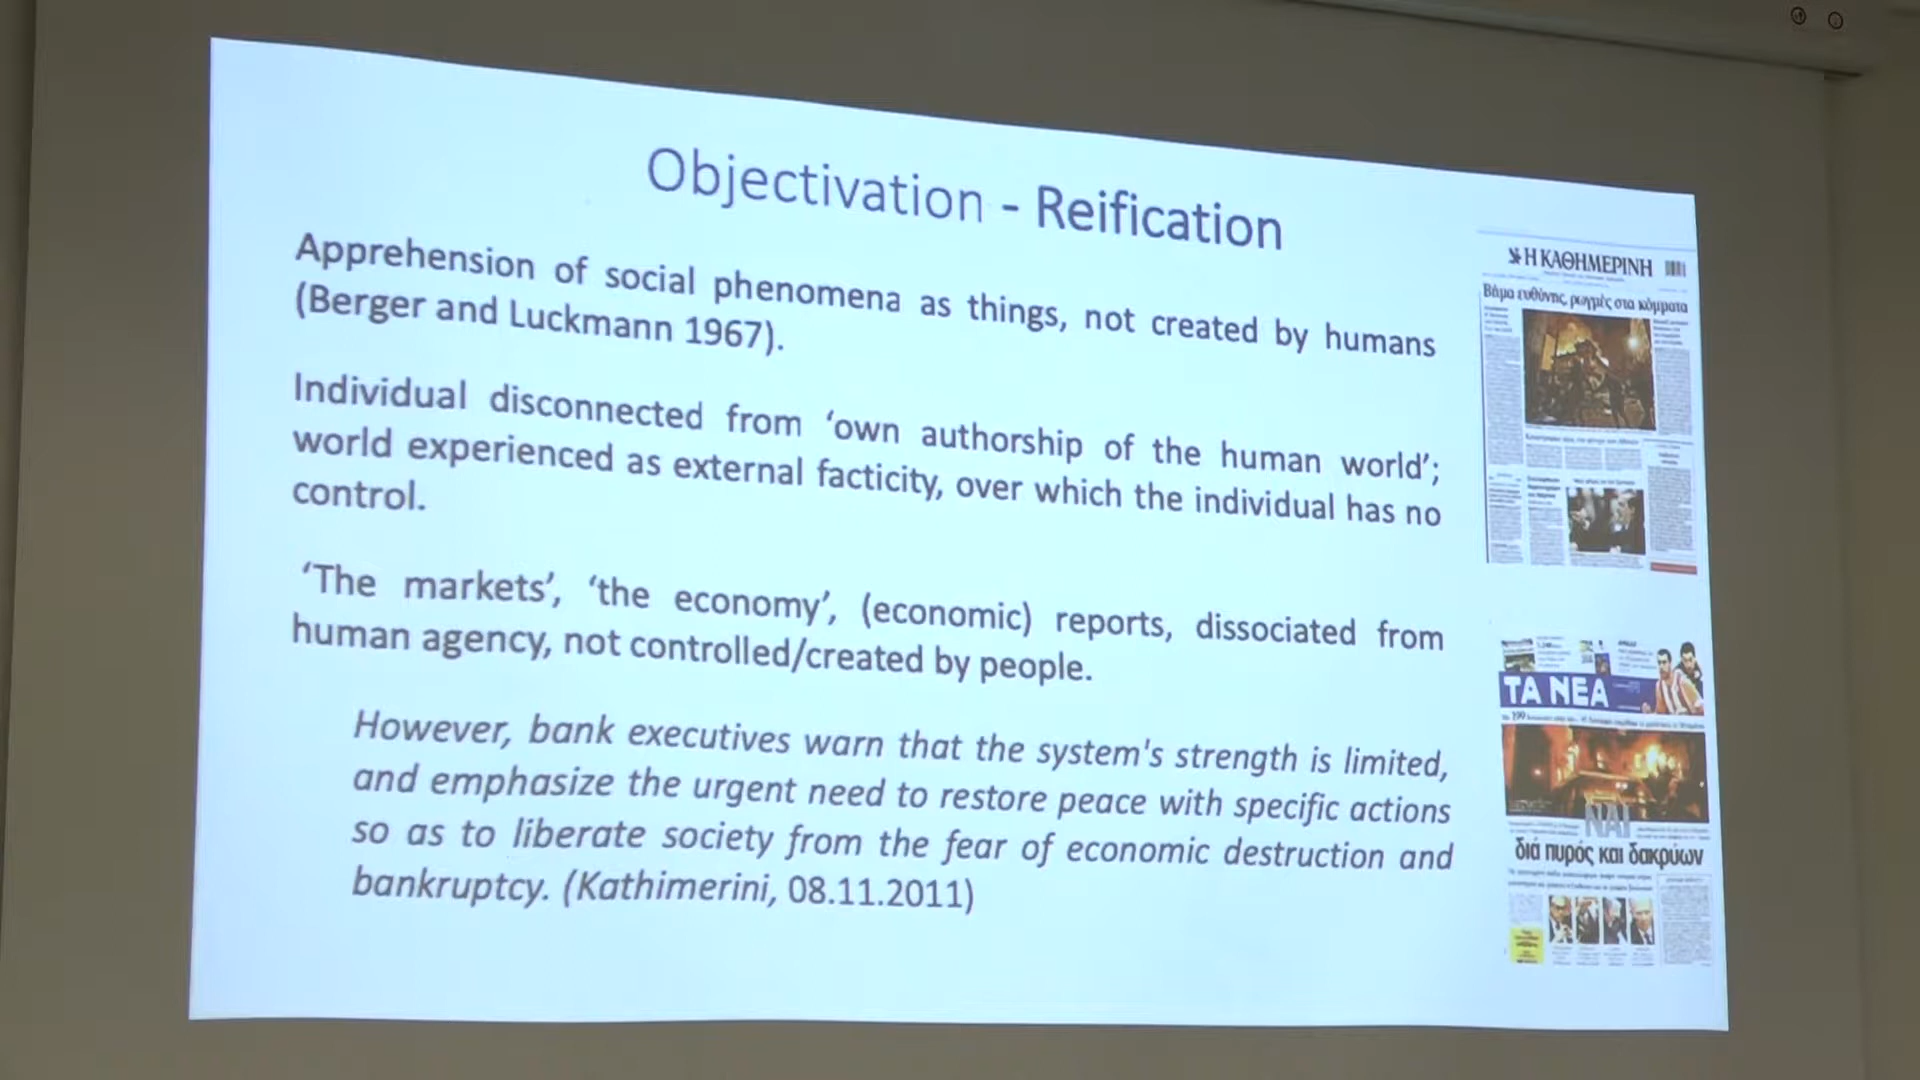 Objectivation - Reification
Apprehension of social phenomena as things, not created by humans
(Berger and Luckmann 1967).
Individual disconnected from ‘own authorship of the human world’;
world experienced as external facticity, over which the individual has no
control.
‘The markets’, ‘the economy’, (economic) reports, dissociated from
human agency, not controlled/created by people.
However, bank executives warn that the system's strength is limited,
and emphasize the urgent need to restore peace with specific actions
so as to liberate society from the fear of economic destruction and
bankruptcy. (Kathimerini, 08.11.2011)
Η ΚΑΘΗΜΕΡΙΝΗ
Βήμα ευθύνης, ρωγμές στα κόμματα
ΤΑ ΝΕΑ
ΝΑΙ
διά πυρός και δακρύων